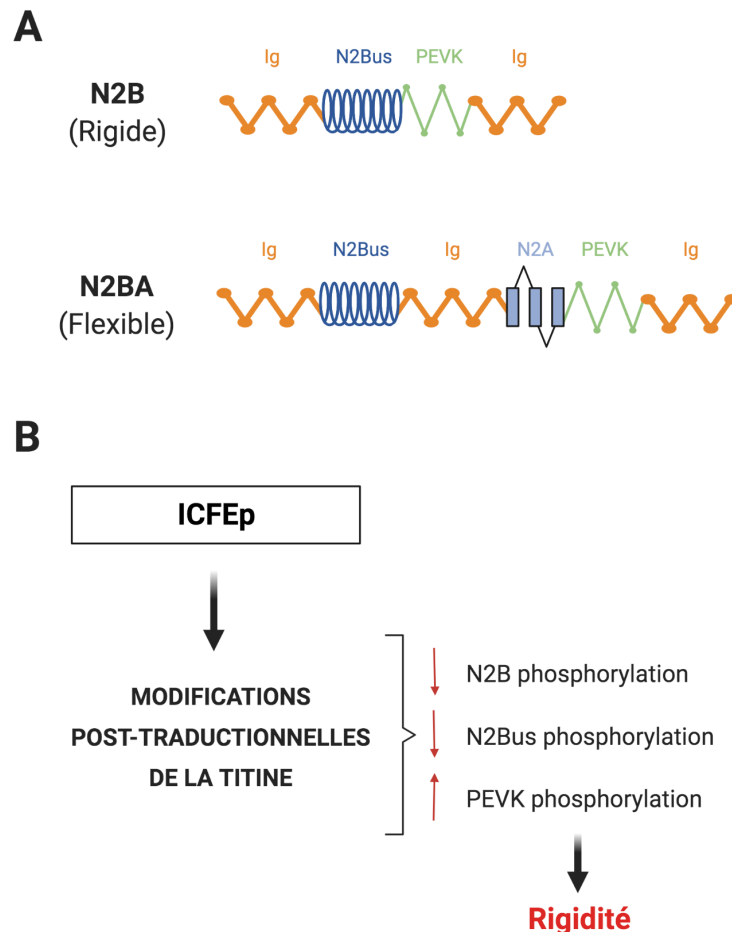 A
Ig N2Bus PEVK Ig
N2B
(Rigide)
Ig N2Bus Ig N2A PEVK Ig
N2BA
(Flexible)
B
ICFEp
MODIFICATIONS
POST-TRADUCTIONNELLES
DE LA TITINE
N2B phosphorylation
N2Bus phosphorylation
PEVK phosphorylation
Rigidité